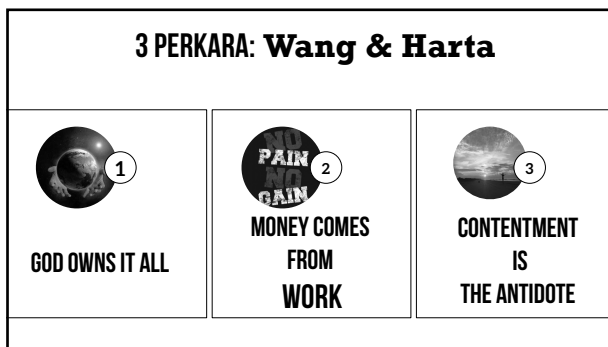 3 PERKARA: Wang & Harta
1
GOD OWNS IT ALL
NO
PAIN
NO
GAIN
2
MONEY COMES
FROM
WORK
3
CONTENTMENT
IS
THE ANTIDOTE